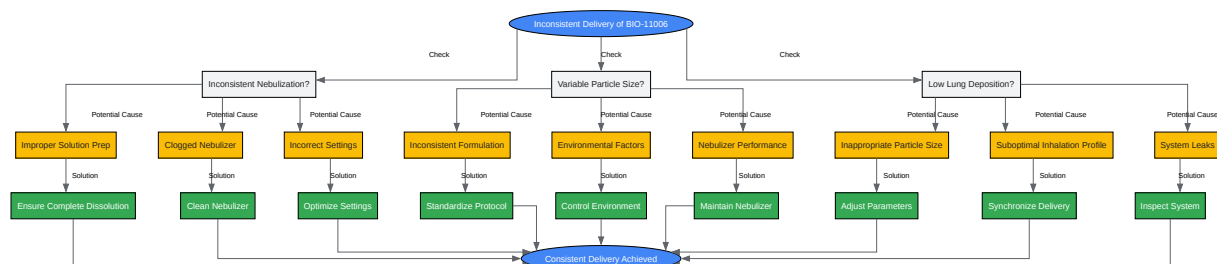 Inconsistent Delivery of BIO-11006
Check
Check
Check
Inconsistent Nebulization?
Variable Particle Size?
Low Lung Deposition?
Potential Cause
Potential Cause
Potential Cause
Potential Cause
Potential Cause
Potential Cause
Potential Cause
Potential Cause
Potential Cause
Improper Solution Prep
Clogged Nebulizer
Incorrect Settings
Inconsistent Formulation
Environmental Factors
Nebulizer Performance
Inappropriate Particle Size
Suboptimal Inhalation Profile
System Leaks
Solution
Solution
Solution
Solution
Solution
Solution
Solution
Solution
Solution
Ensure Complete Dissolution
Clean Nebulizer
Optimize Settings
Standardize Protocol
Control Environment
Maintain Nebulizer
Adjust Parameters
Synchronize Delivery
Inspect System
Consistent Delivery Achieved